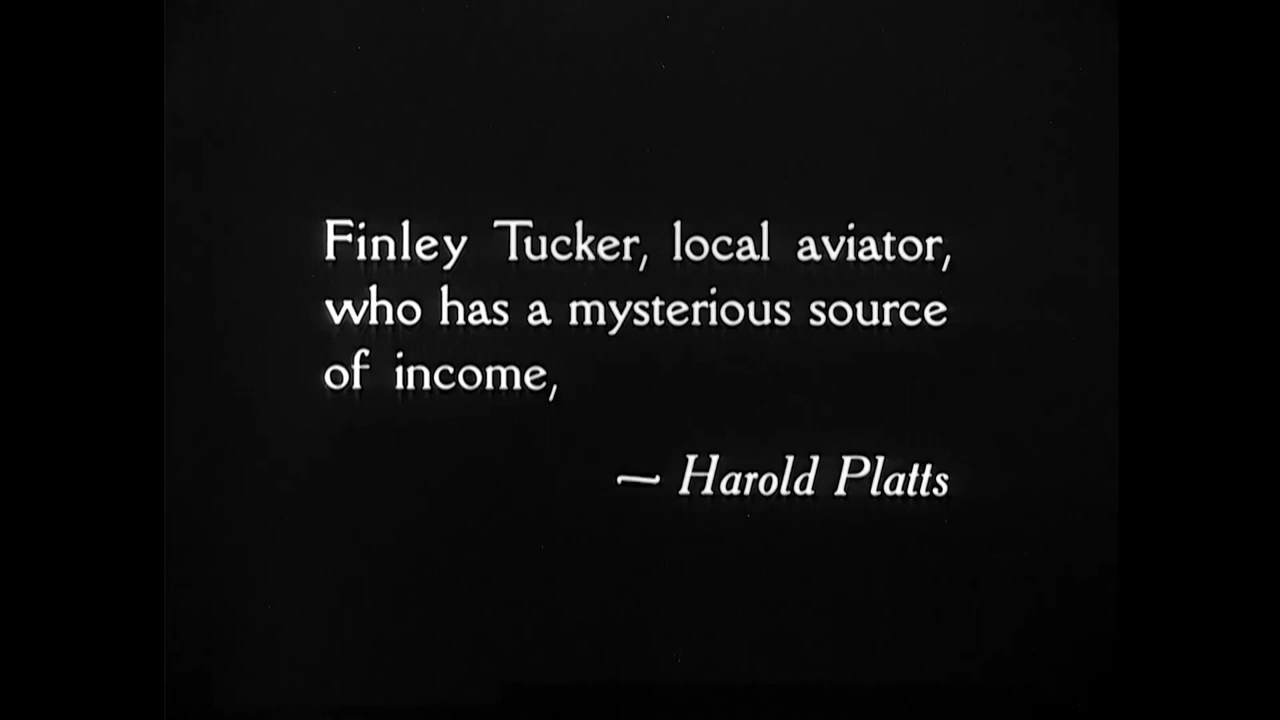 Finley Tucker, local aviator,
who has a mysterious source
of income,
— Harold Platts